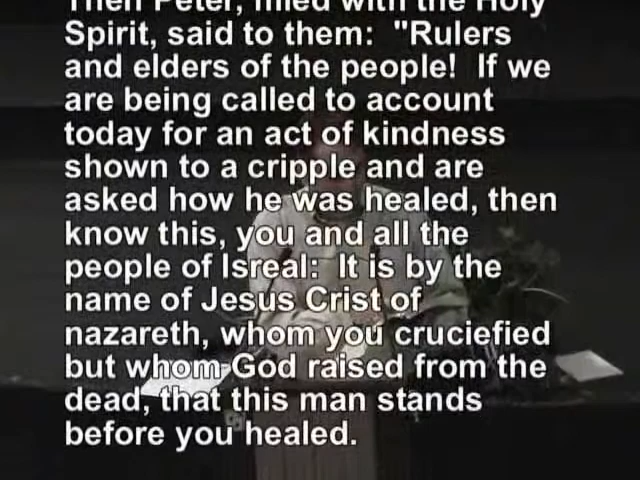 Then Peter, filled with the Holy
Spirit, said to them:  "Rulers
and elders of the people!  If we
are being called to account
today for an act of kindness
shown to a cripple and are
asked how he was healed, then
know this, you and all the
people of Isreal:  It is by the
name of Jesus Crist of
nazareth, whom you cruciefied
but whom God raised from the
dead, that this man stands
before you healed.